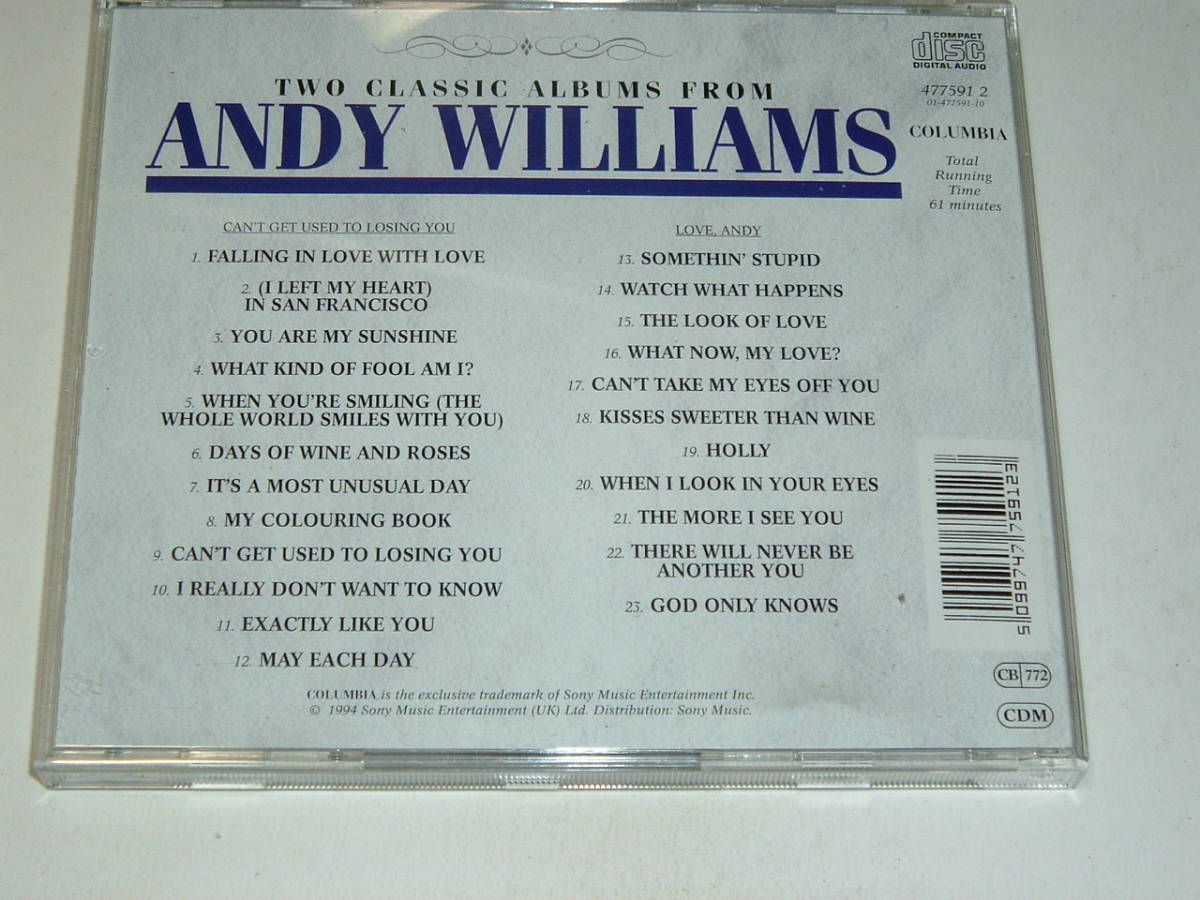 TWO CLASSIC ALBUMS FROM
ANDY WILLIAMS
COMPACT
disc
DIGITAL AUDIO
477591 2
01-477591-10
COLUMBIA
Total
Running
Time
61 minutes
CAN'T GET USED TO LOSING YOU
1. FALLING IN LOVE WITH LOVE
2. (I LEFT MY HEART)
IN SAN FRANCISCO
3. YOU ARE MY SUNSHINE
4. WHAT KIND OF FOOL AM I?
5. WHEN YOU'RE SMILING (THE
WHOLE WORLD SMILES WITH YOU)
6. DAYS OF WINE AND ROSES
7. IT'S A MOST UNUSUAL DAY
8. MY COLOURING BOOK
9. CAN'T GET USED TO LOSING YOU
10. I REALLY DON'T WANT TO KNOW
11. EXACTLY LIKE YOU
12. MAY EACH DAY
LOVE, ANDY
13. SOMETHIN' STUPID
14. WATCH WHAT HAPPENS
15. THE LOOK OF LOVE
16. WHAT NOW, MY LOVE?
17. CAN'T TAKE MY EYES OFF YOU
18. KISSES SWEETER THAN WINE
19. HOLLY
20. WHEN I LOOK IN YOUR EYES
21. THE MORE I SEE YOU
22. THERE WILL NEVER BE
ANOTHER YOU
23. GOD ONLY KNOWS
5 099747 759123
CB 772
CDM
COLUMBIA is the exclusive trademark of Sony Music Entertainment Inc.
© 1994 Sony Music Entertainment (UK) Ltd. Distribution: Sony Music.